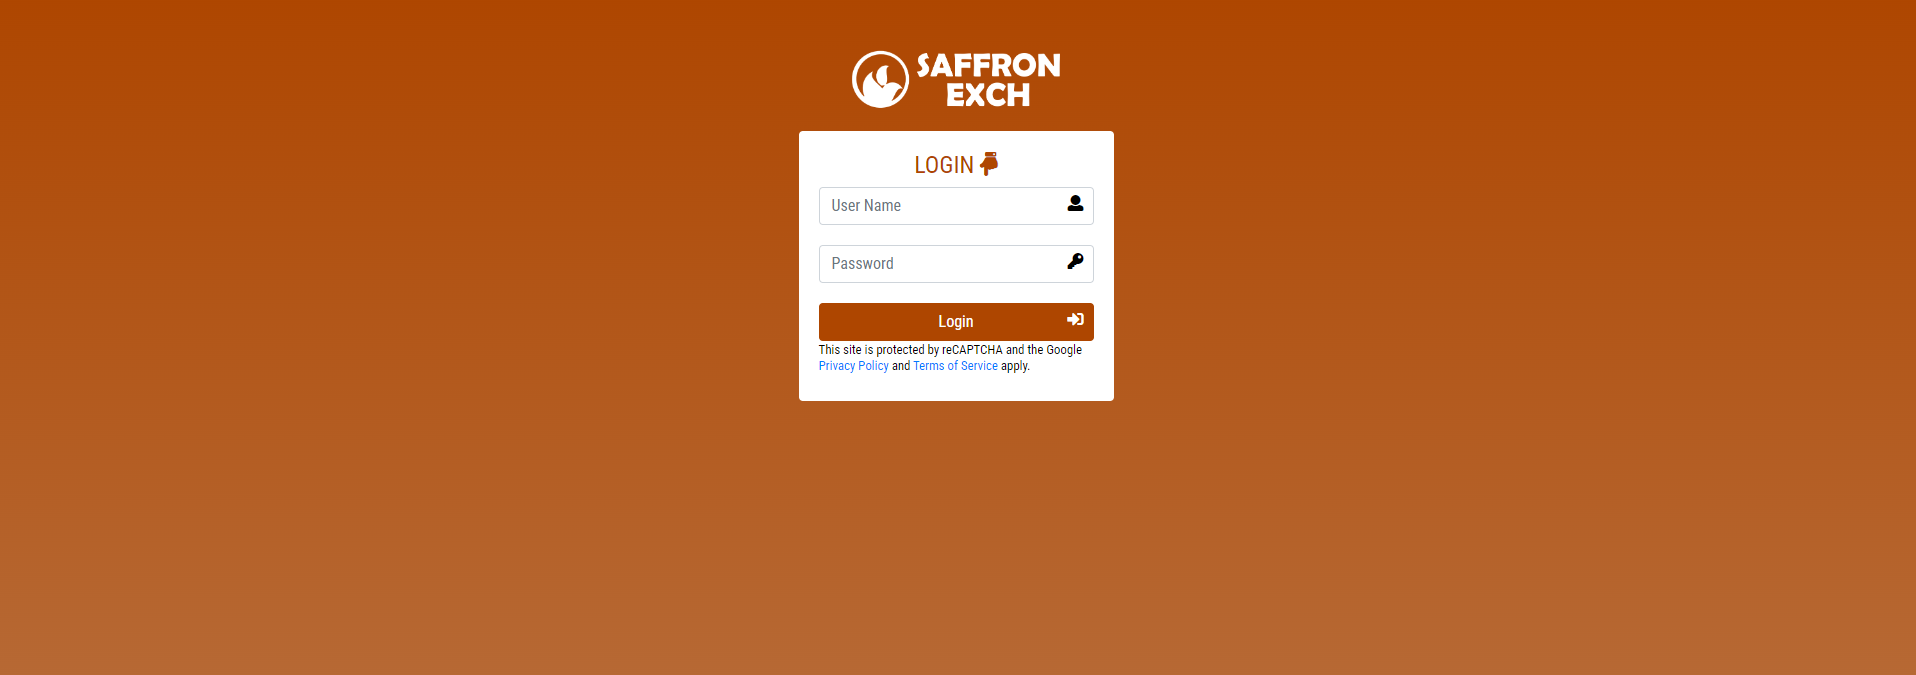 SAFFRON
EXCH
LOGIN
User Name
Password
Login
This site is protected by reCAPTCHA and the Google
Privacy Policy and Terms of Service apply.